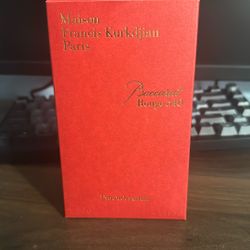 Maison
Francis Kurkdjian
Paris
Baccarat
Rouge 540